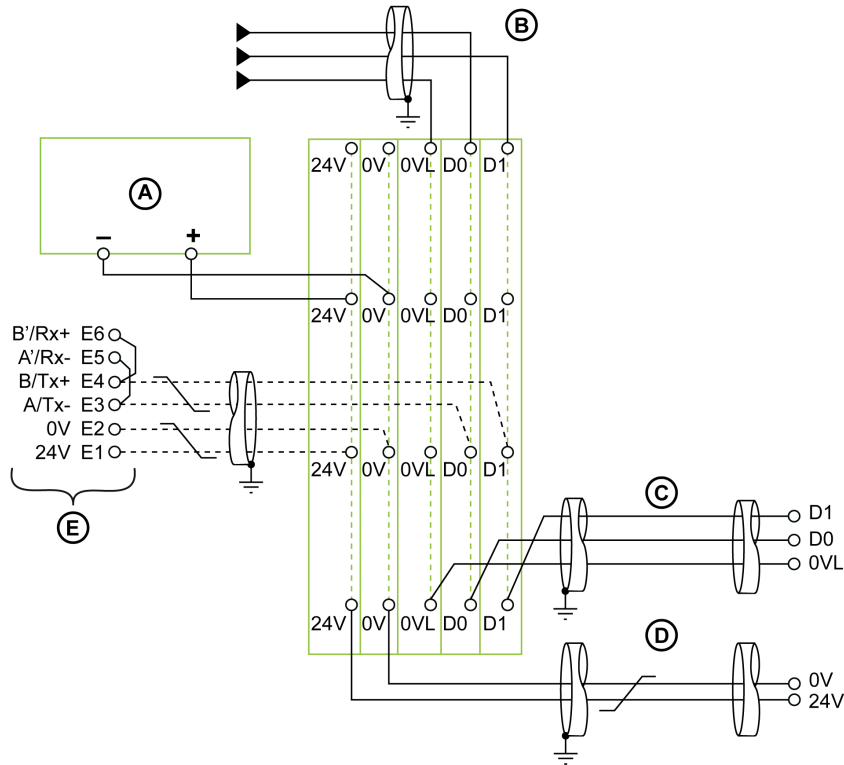 B
24V 0V 0VL D0 D1
A
− +
24V 0V 0VL D0 D1
B'/Rx+ E6
A'/Rx- E5
B/Tx+ E4
A/Tx- E3
0V E2
24V E1
24V 0V 0VL D0 D1
E
C
D1
D0
0VL
24V 0V 0VL D0 D1
D
0V
24V